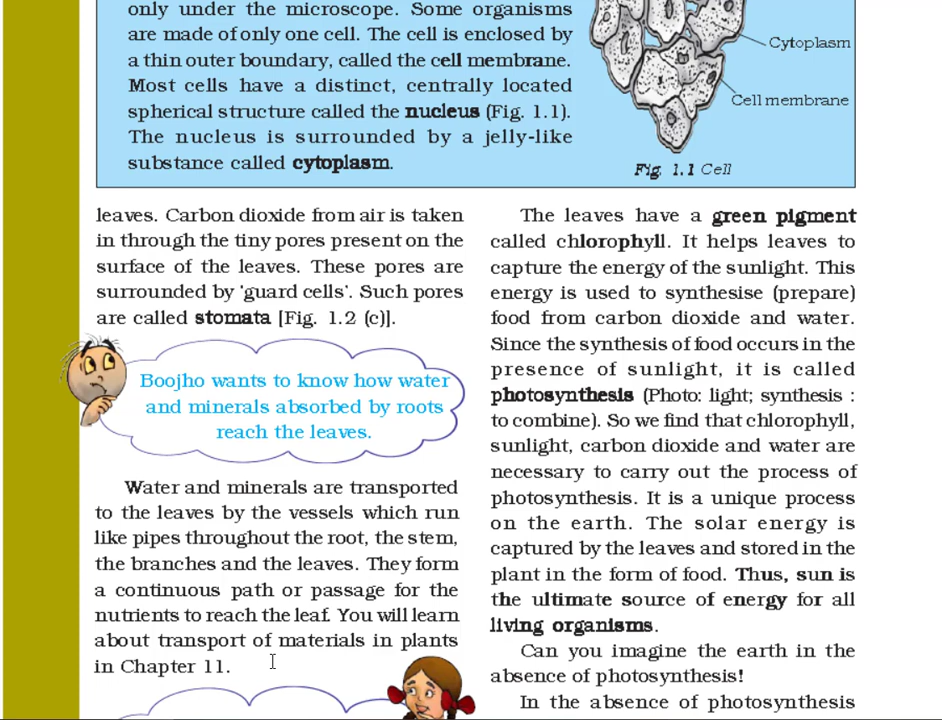 only under the microscope. Some organisms
are made of only one cell. The cell is enclosed by
a thin outer boundary, called the cell membrane.
Most cells have a distinct, centrally located
spherical structure called the nucleus (Fig. 1.1).
The nucleus is surrounded by a jelly-like
substance called cytoplasm.
Cytoplasm
Cell membrane
Fig. 1.1 Cell
leaves. Carbon dioxide from air is taken
in through the tiny pores present on the
surface of the leaves. These pores are
surrounded by 'guard cells'. Such pores
are called stomata [Fig. 1.2 (c)].
Boojho wants to know how water
and minerals absorbed by roots
reach the leaves.
Water and minerals are transported
to the leaves by the vessels which run
like pipes throughout the root, the stem,
the branches and the leaves. They form
a continuous path or passage for the
nutrients to reach the leaf. You will learn
about transport of materials in plants
in Chapter 11.
The leaves have a green pigment
called chlorophyll. It helps leaves to
capture the energy of the sunlight. This
energy is used to synthesise (prepare)
food from carbon dioxide and water.
Since the synthesis of food occurs in the
presence of sunlight, it is called
photosynthesis (Photo: light; synthesis :
to combine). So we find that chlorophyll,
sunlight, carbon dioxide and water are
necessary to carry out the process of
photosynthesis. It is a unique process
on the earth. The solar energy is
captured by the leaves and stored in the
plant in the form of food. Thus, sun is
the ultimate source of energy for all
living organisms.
Can you imagine the earth in the
absence of photosynthesis!
In the absence of photosynthesis